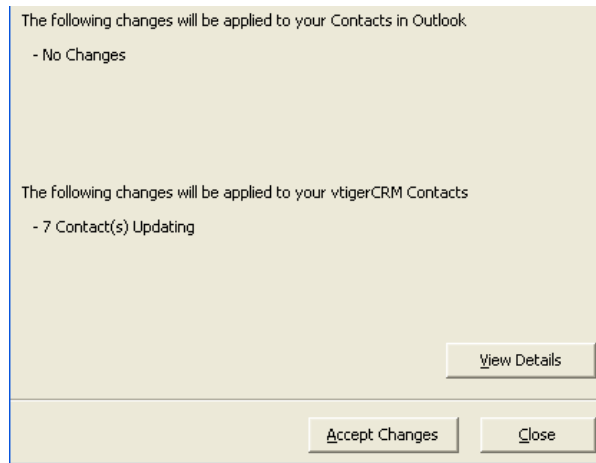 The following changes will be applied to your Contacts in Outlook
- No Changes
The following changes will be applied to your vtigerCRM Contacts
- 7 Contact(s) Updating
View Details
Accept Changes
Close